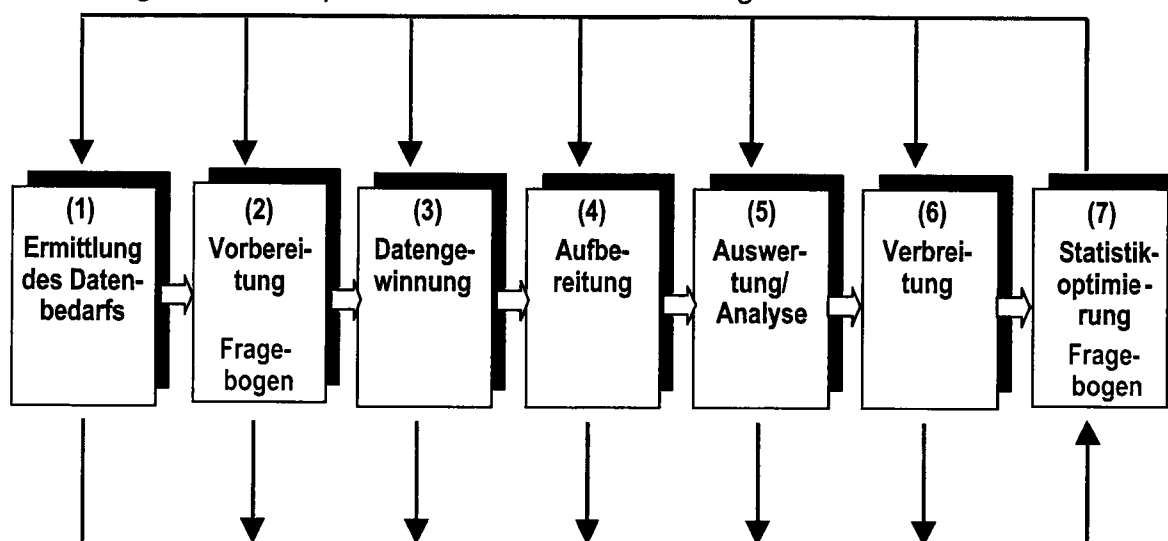 (1)
Ermittlung
des Daten-
bedarfs
(2)
Vorberei-
tung
Frage-
bogen
(3)
Datenge-
winnung
(4)
Aufbe-
reitung
(5)
Auswer-
tung/
Analyse
(6)
Verbrei-
tung
(7)
Statistik-
optimie-
rung
Frage-
bogen